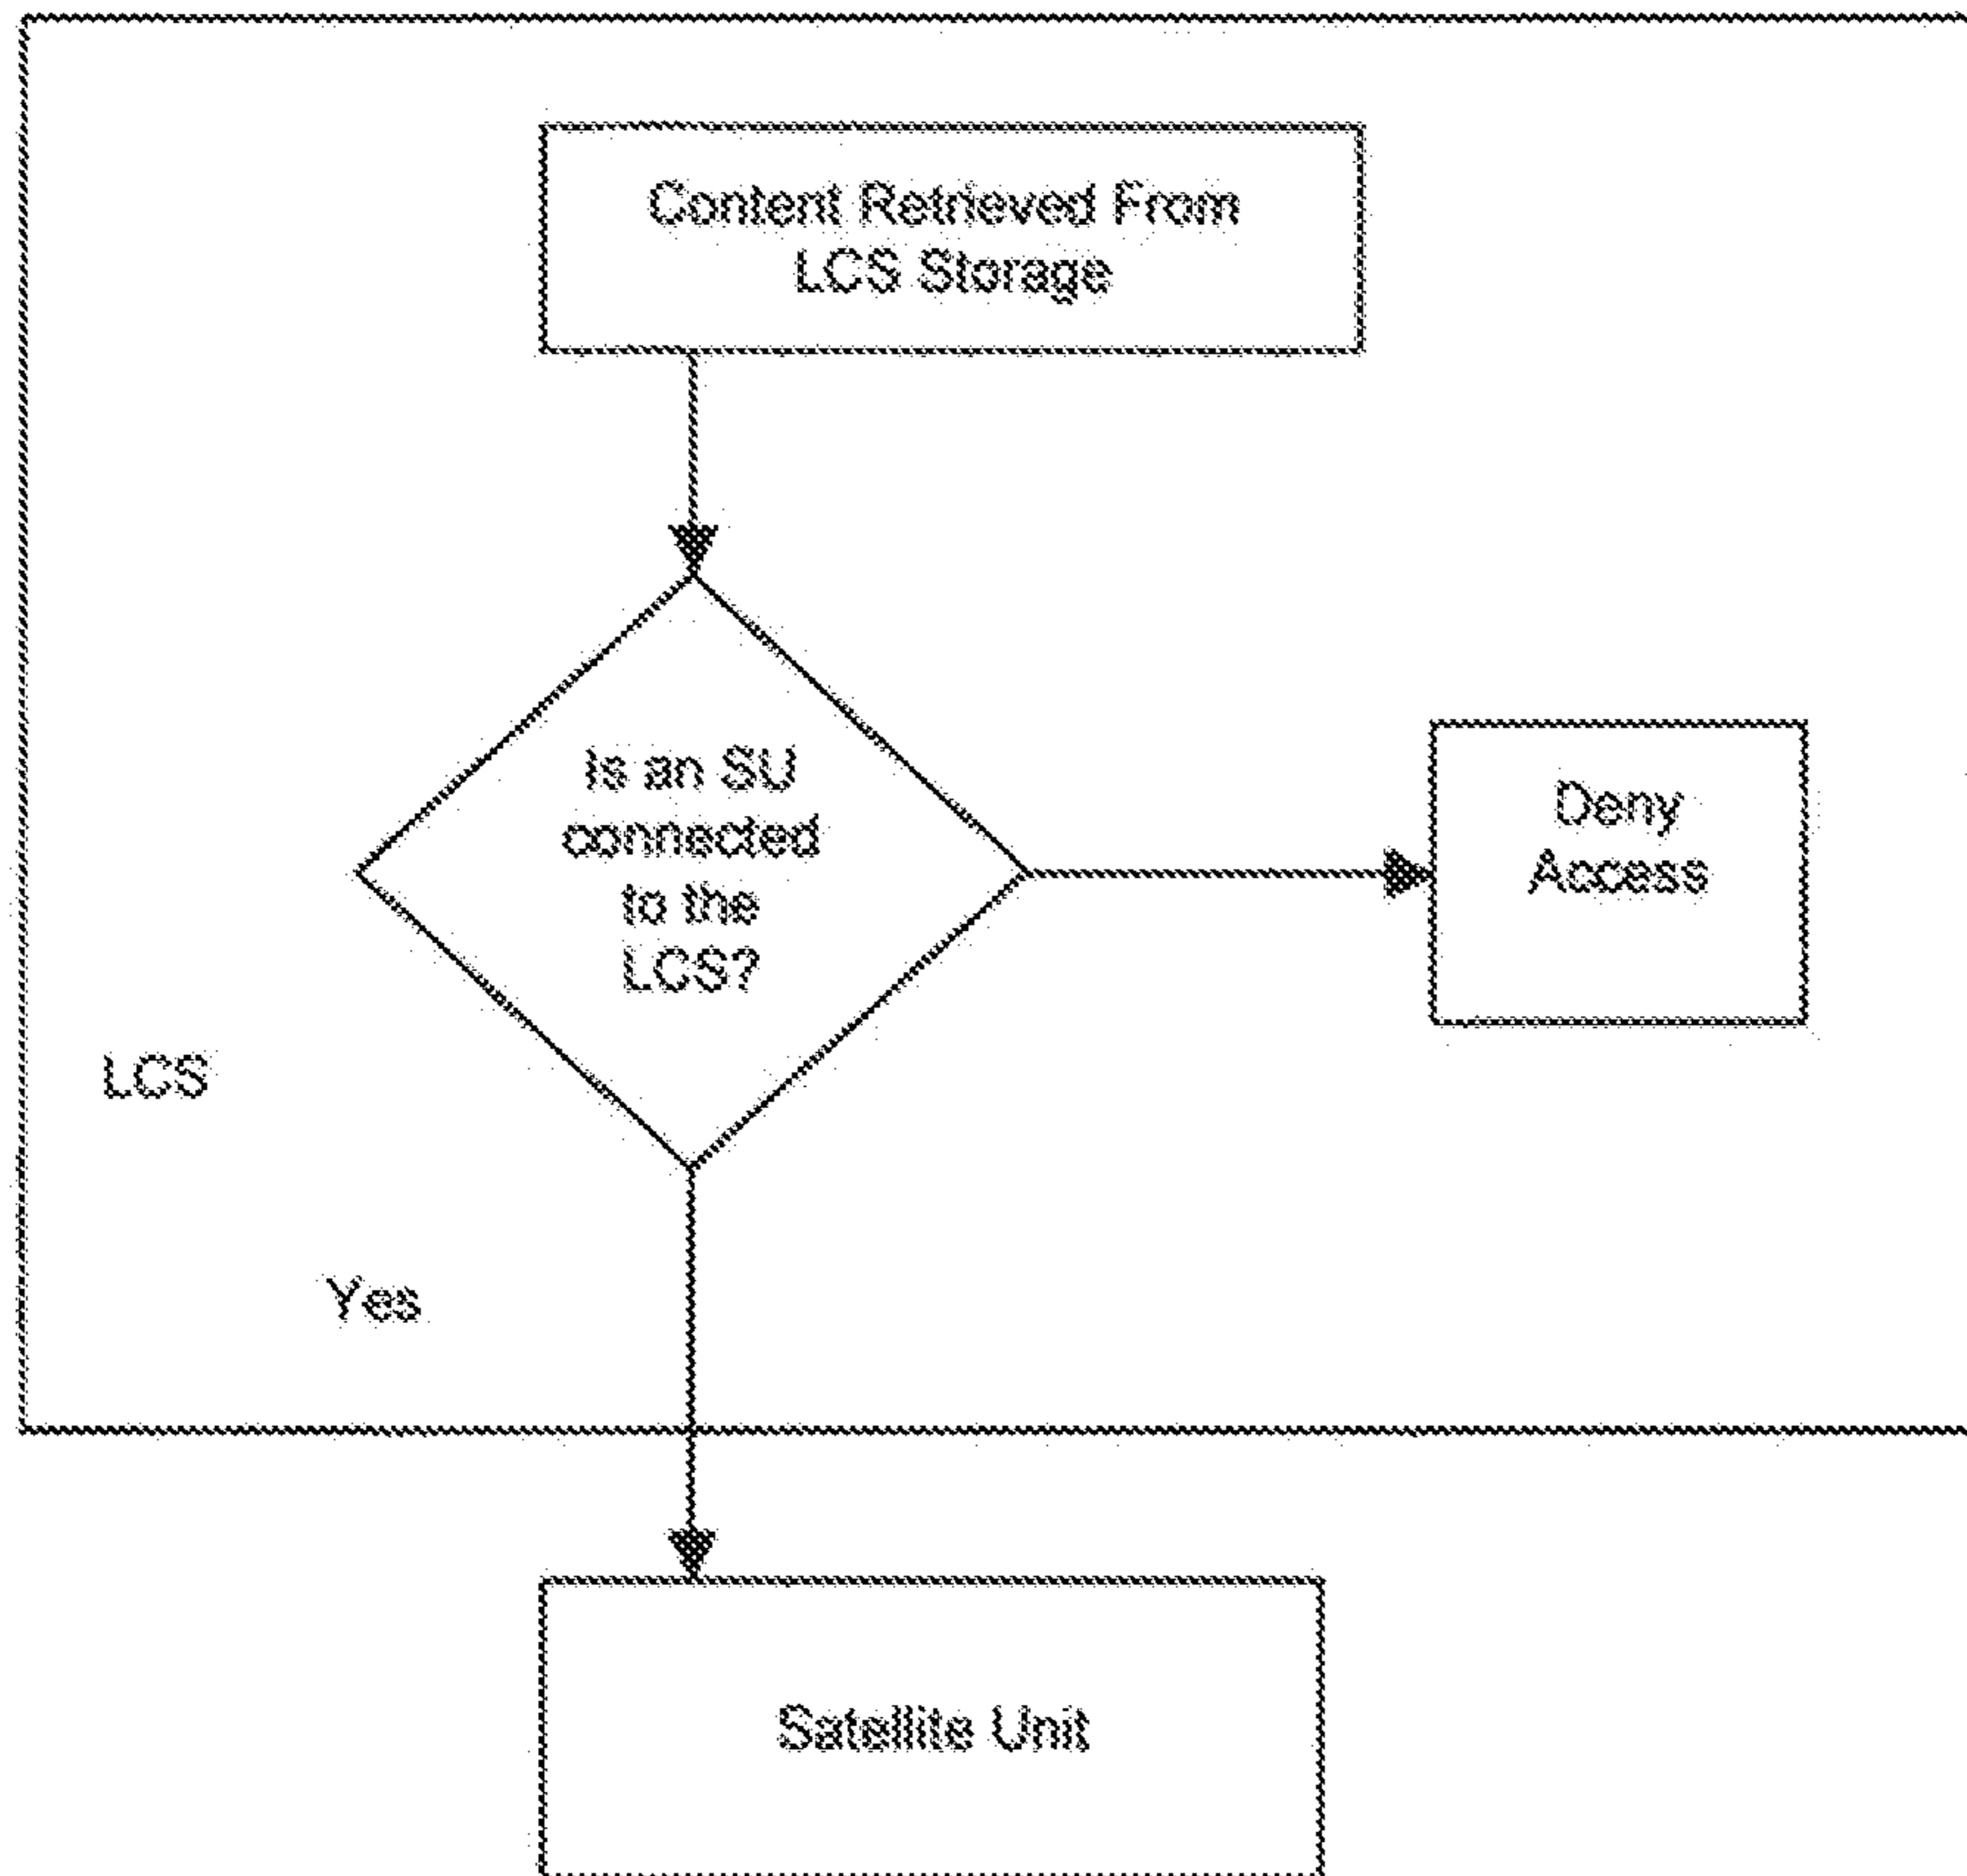 Content Retrieved From
LCS Storage
Is an SU
connected
to the
LCS?
Deny
Access
LCS
Yes
Satellite Unit